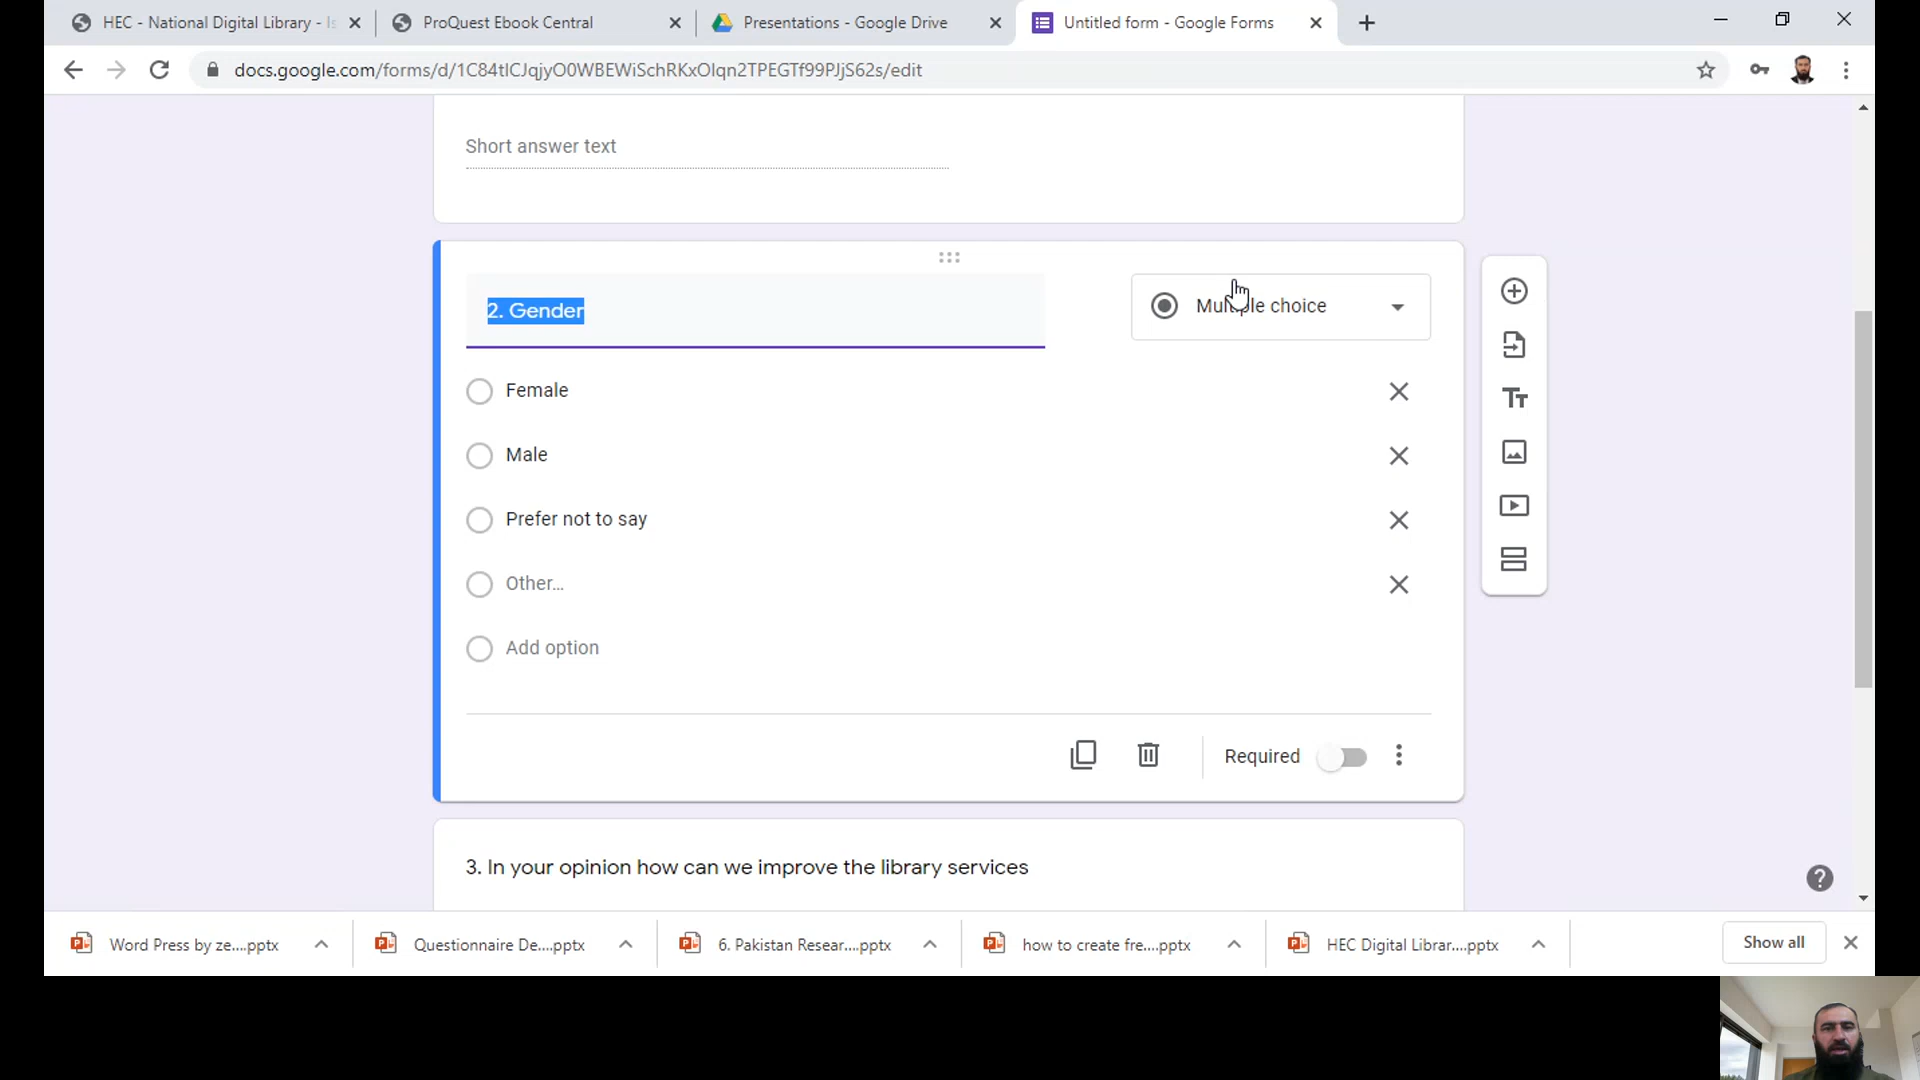 HEC - National Digital Library - Is
ProQuest Ebook Central
Presentations - Google Drive
Untitled form - Google Forms
docs.google.com/forms/d/1C84tlCJqjyO0WBEWiSchRKxOlqn2TPEGTf99PJjS62s/edit
Short answer text
2. Gender
Multiple choice
Female
Male
Prefer not to say
Other...
Add option
Required
3. In your opinion how can we improve the library services
Word Press by ze....pptx
Questionnaire De....pptx
6. Pakistan Resear....pptx
how to create fre....pptx
HEC Digital Librar....pptx
Show all